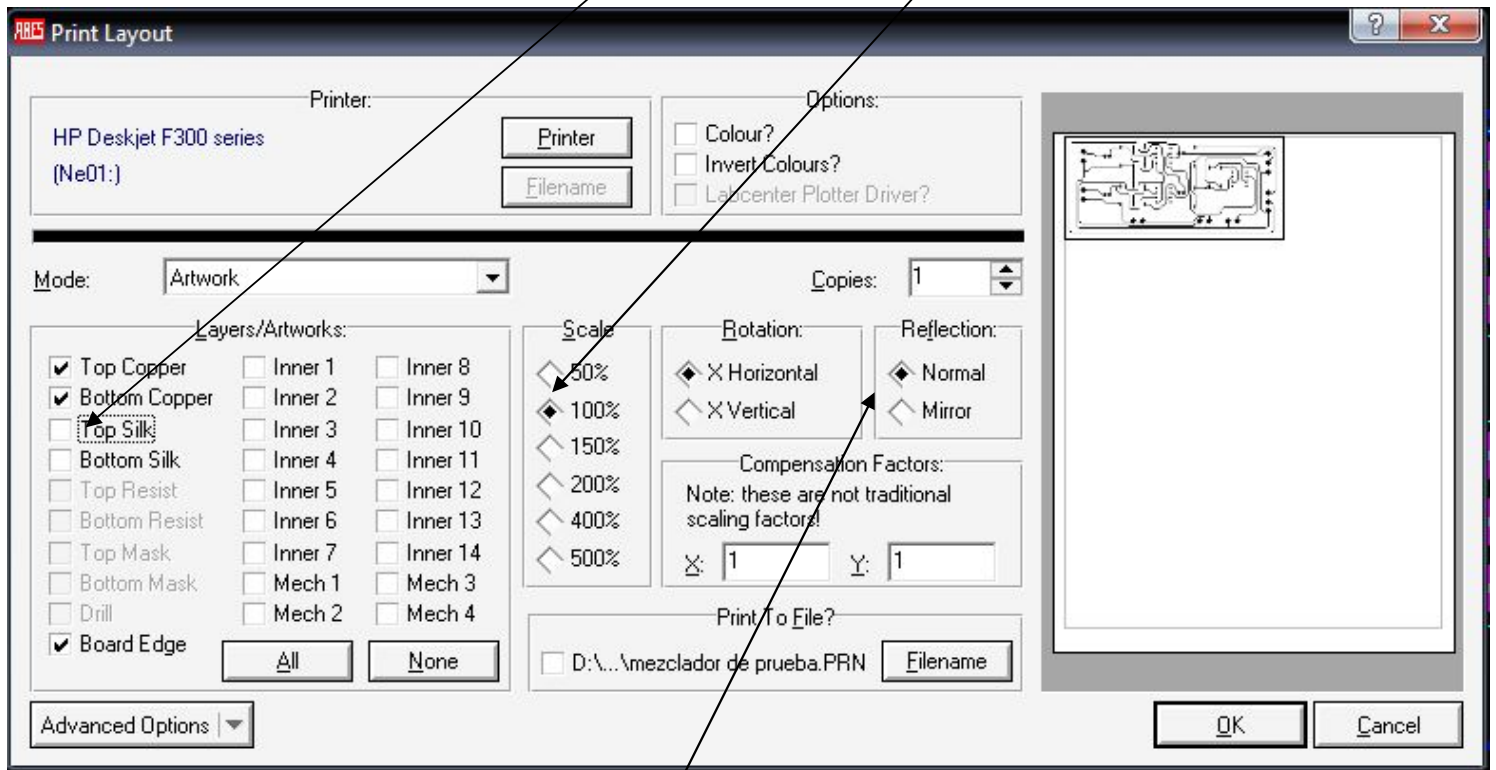 ARES Print Layout
Printer:
HP Deskjet F300 series
(Ne01:)
Printer
Filename
Options:
Colour?
Invert Colours?
Labcenter Plotter Driver?
Mode: Artwork
Copies: 1
Layers/Artworks:
Top Copper Inner 1 Inner 8
Bottom Copper Inner 2 Inner 9
Top Silk Inner 3 Inner 10
Bottom Silk Inner 4 Inner 11
Top Resist Inner 5 Inner 12
Bottom Resist Inner 6 Inner 13
Top Mask Inner 7 Inner 14
Bottom Mask Mech 1 Mech 3
Drill Mech 2 Mech 4
Board Edge
All None
Scale
50%
100%
150%
200%
400%
500%
Rotation:
X Horizontal
X Vertical
Reflection:
Normal
Mirror
Compensation Factors:
Note: these are not traditional
scaling factors!
X: 1 Y: 1
Print To File?
D:\...\mezclador de prueba.PRN Filename
Advanced Options
OK Cancel